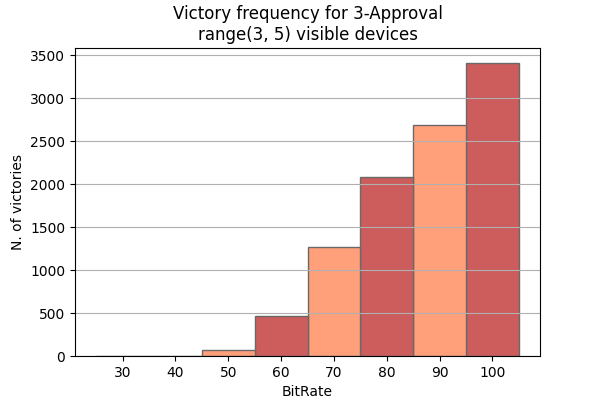 Victory frequency for 3-Approval
range(3, 5) visible devices
3500
3000
2500
2000
1500
1000
500
0
N. of victories
30 40 50 60 70 80 90 100
BitRate